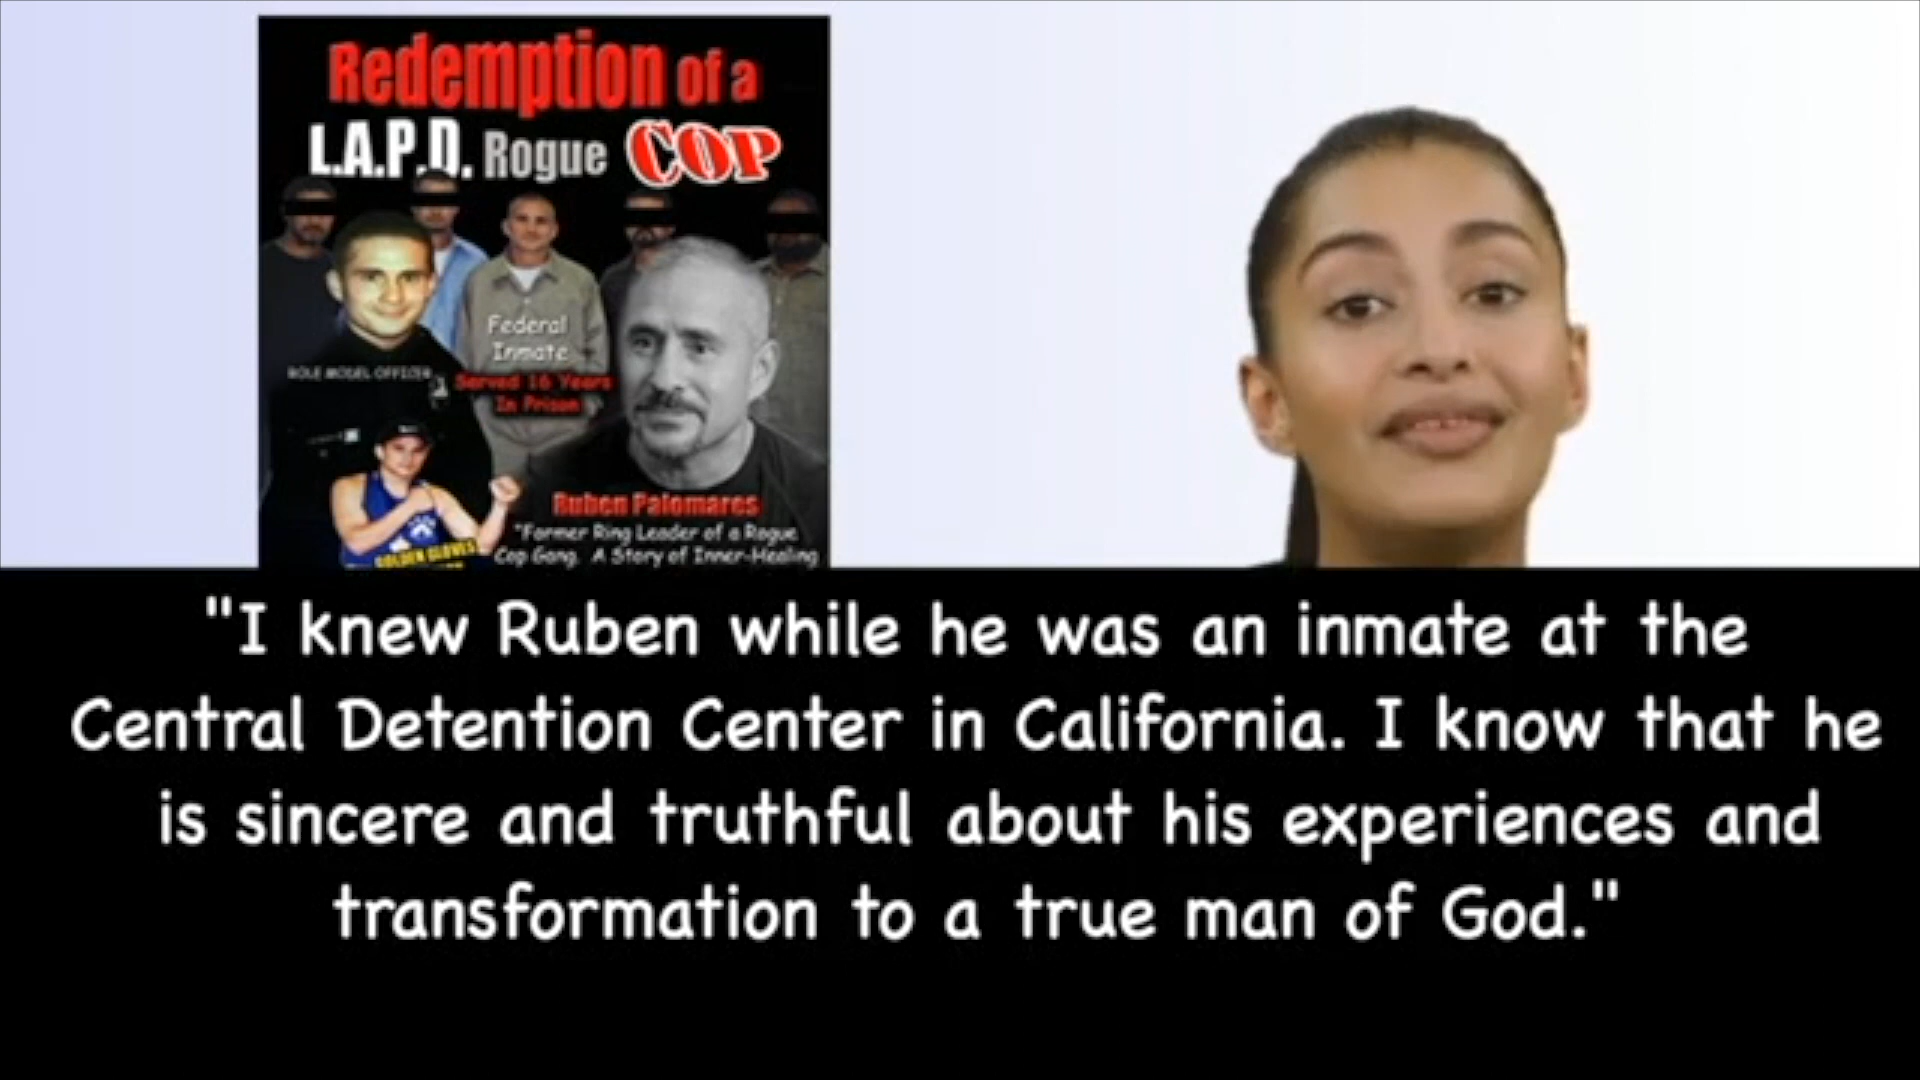 Redemption of a
L.A.P.D. Rogue COP
Federal
Inmate
ROLE MODEL OFFICER
Served 16 Years
In Prison
Ruben Palomares
"Former Ring Leader of a Rogue
Cop Gang. A Story of Inner-Healing
GOLDEN GLOVES
"I knew Ruben while he was an inmate at the
Central Detention Center in California. I know that he
is sincere and truthful about his experiences and
transformation to a true man of God."